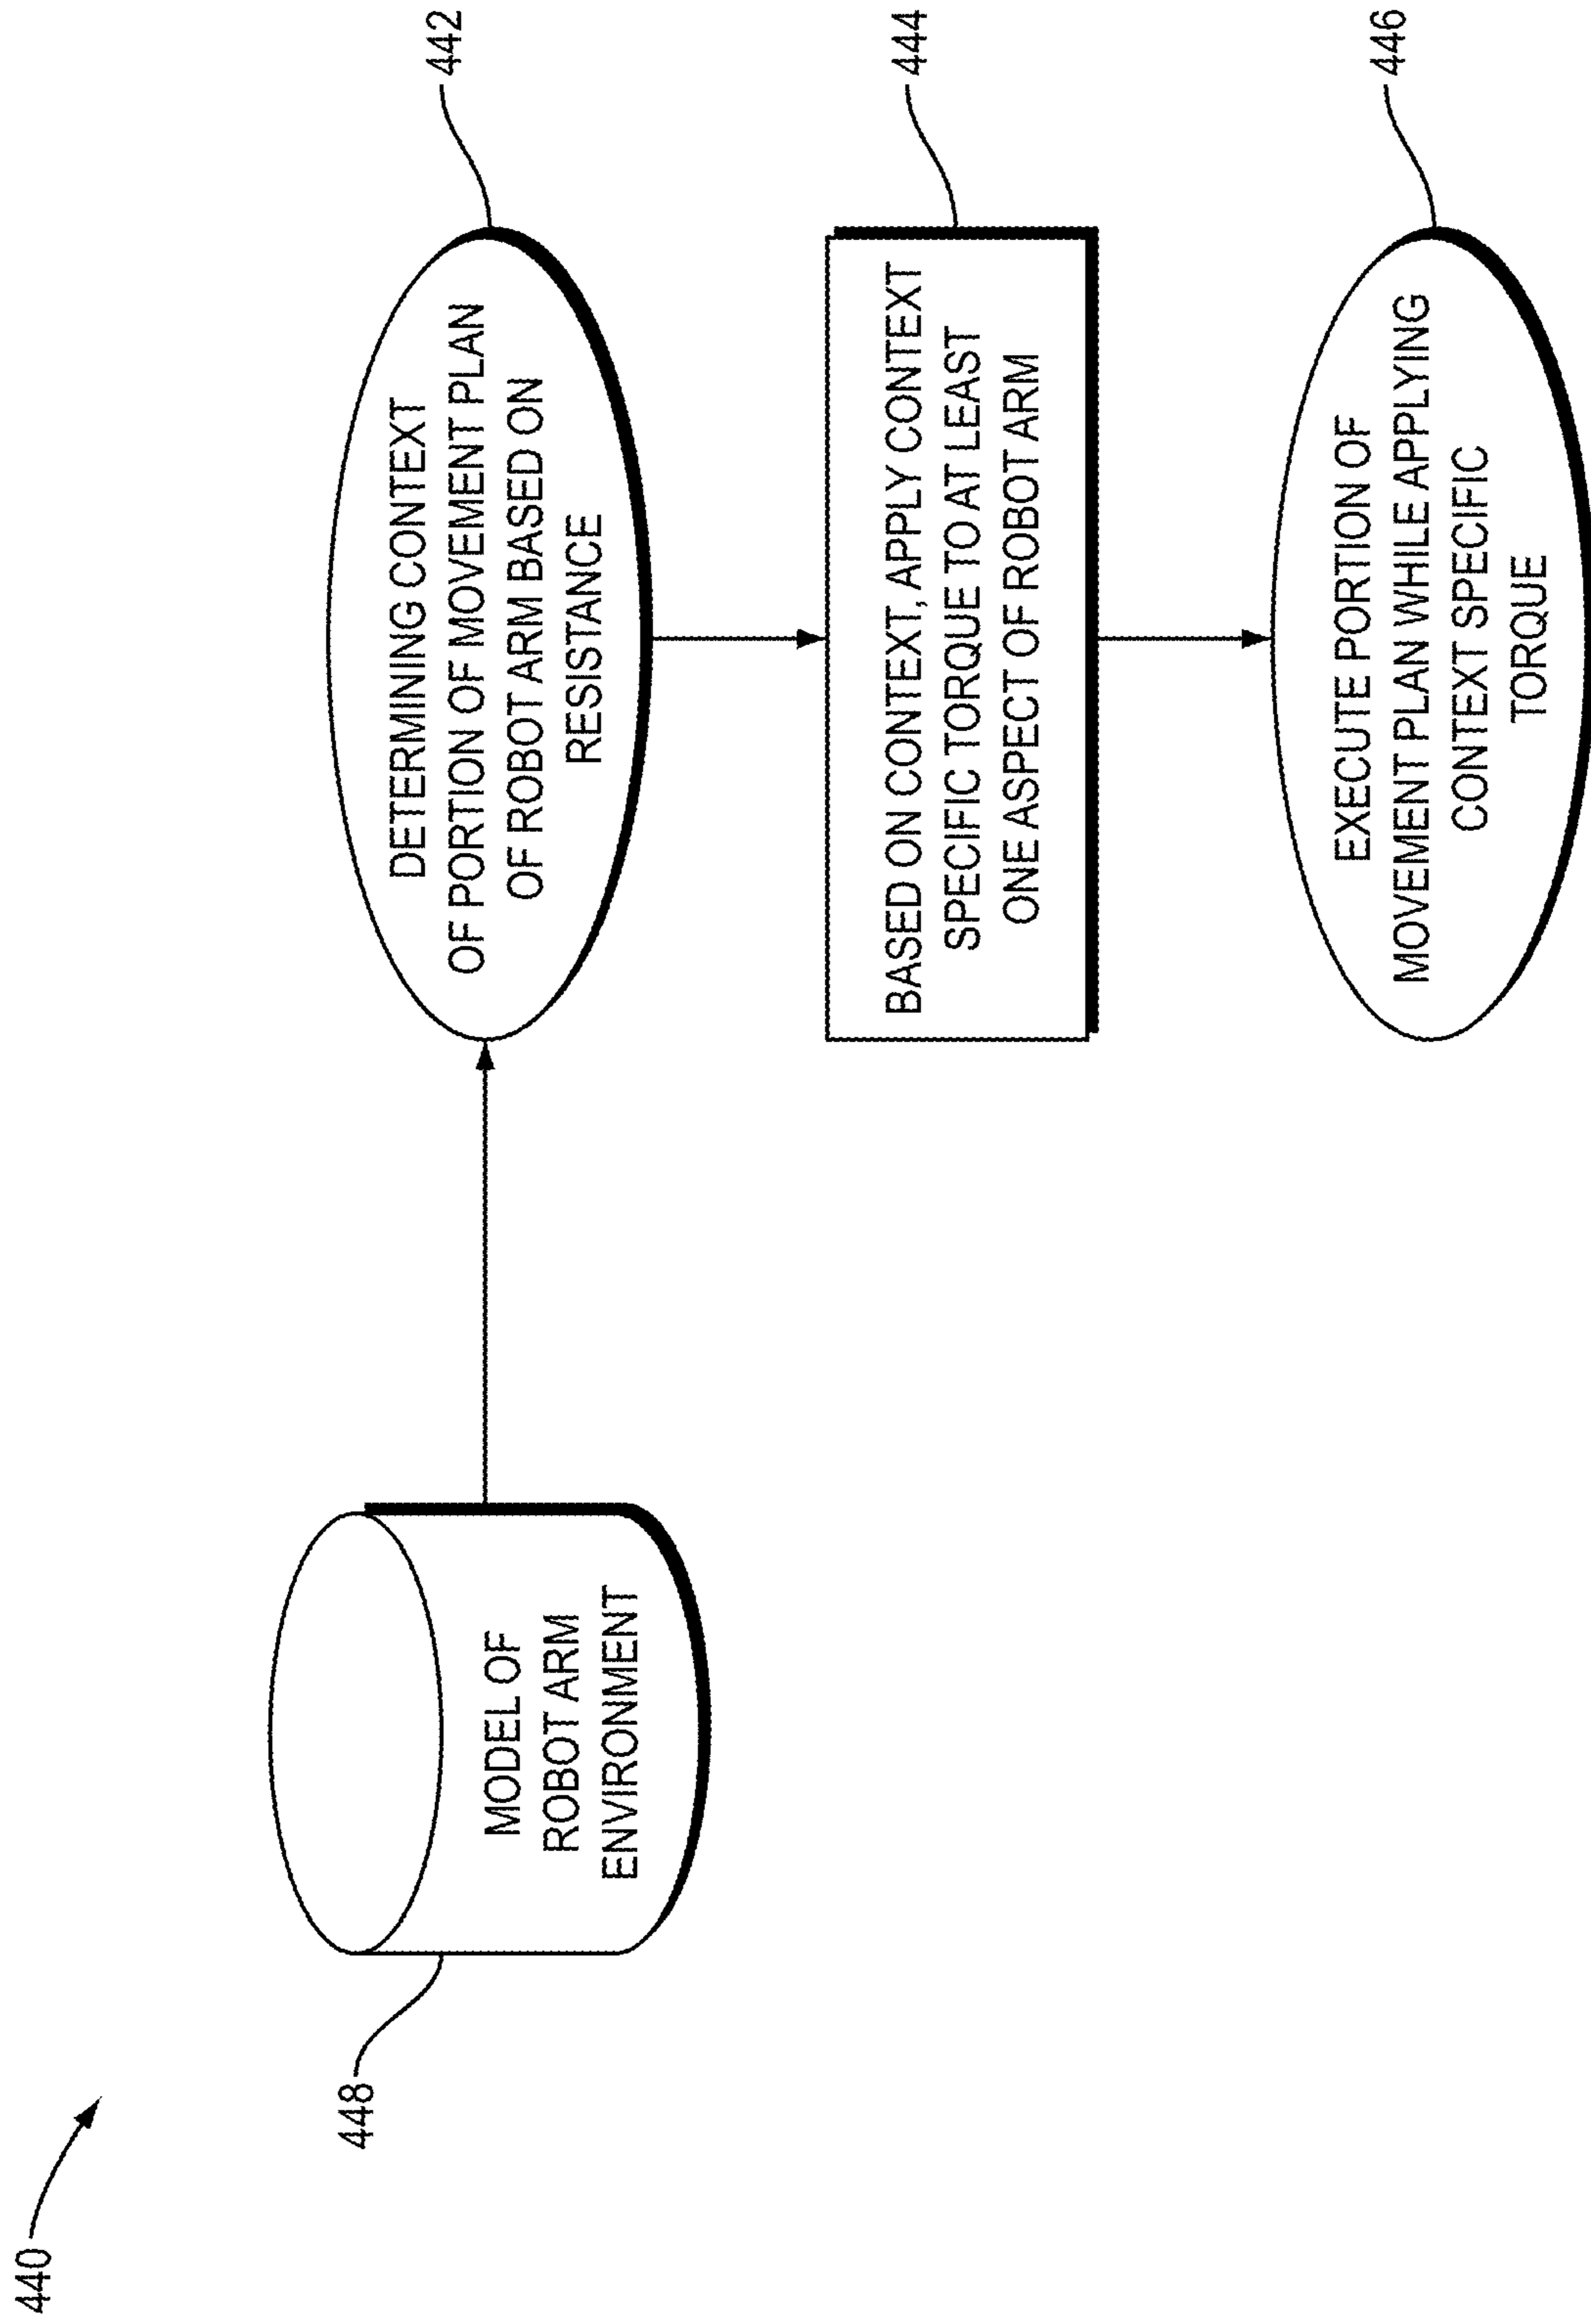 440
448
MODEL OF
ROBOT ARM
ENVIRONMENT
442
DETERMINING CONTEXT
OF PORTION OF MOVEMENT PLAN
OF ROBOT ARM BASED ON
RESISTANCE
444
BASED ON CONTEXT, APPLY CONTEXT
SPECIFIC TORQUE TO AT LEAST
ONE ASPECT OF ROBOT ARM
446
EXECUTE PORTION OF
MOVEMENT PLAN WHILE APPLYING
CONTEXT SPECIFIC
TORQUE